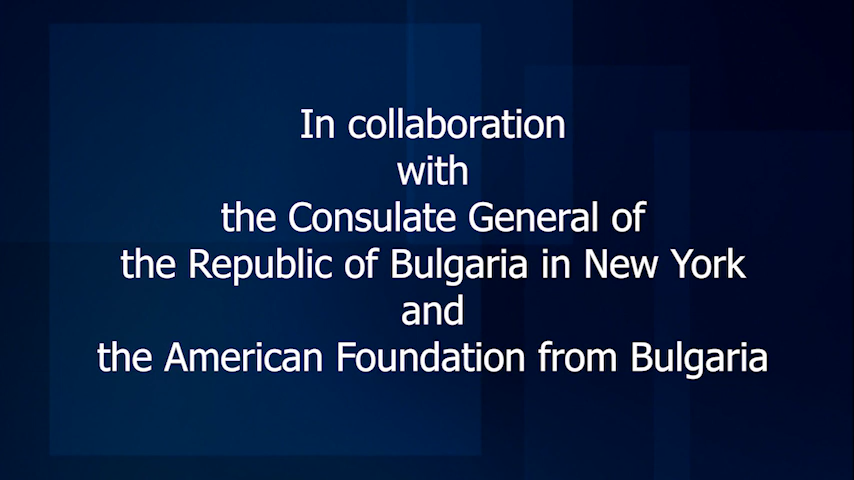 In collaboration
with
the Consulate General of
the Republic of Bulgaria in New York
and
the American Foundation from Bulgaria